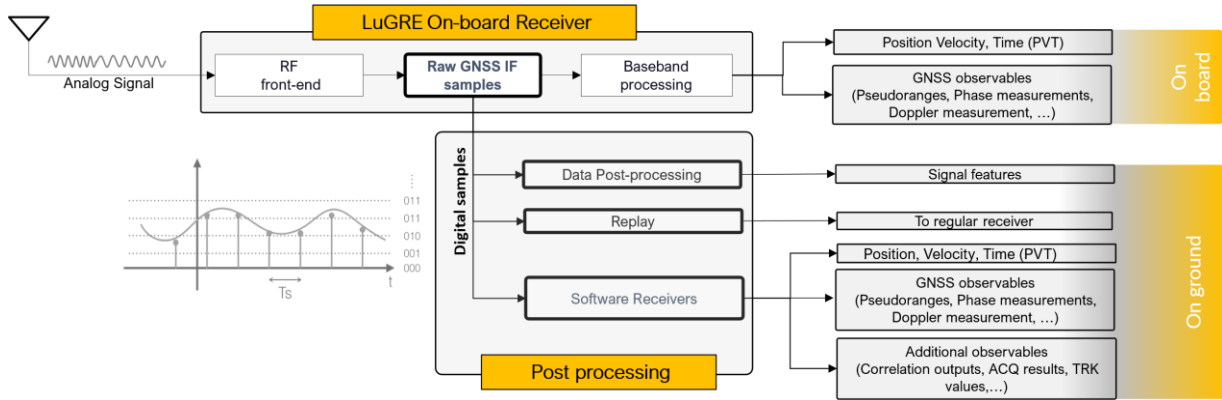 LuGRE On-board Receiver
Analog Signal
RF
front-end
Raw GNSS IF
samples
Baseband
processing
Position Velocity, Time (PVT)
GNSS observables
(Pseudoranges, Phase measurements,
Doppler measurement, …)
On
board
Digital samples
Data Post-processing
Signal features
Replay
To regular receiver
Software Receivers
Position, Velocity, Time (PVT)
GNSS observables
(Pseudoranges, Phase measurements,
Doppler measurement, …)
Additional observables
(Correlation outputs, ACQ results, TRK
values,…)
On ground
Post processing
⋮
011
011
010
001
000
t
Ts